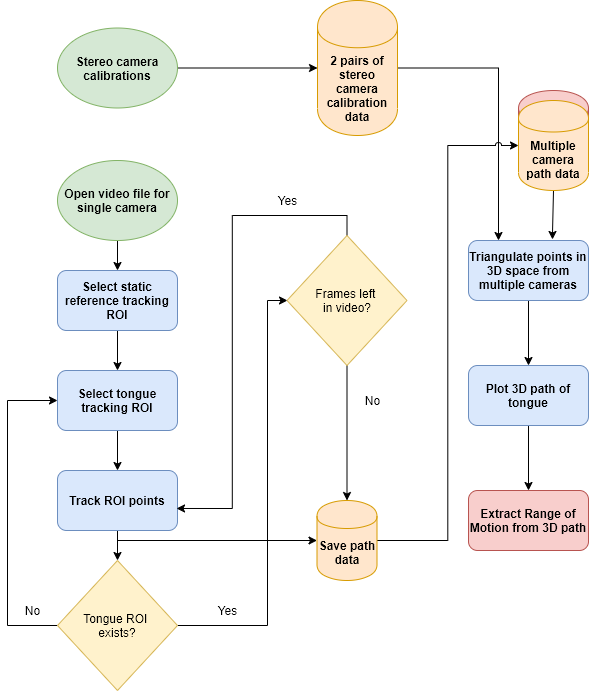 Stereo camera
calibrations
2 pairs of
stereo
camera
calibration
data
Multiple
camera
path data
Open video file for
single camera
Yes
Select static
reference tracking
ROI
Frames left
in video?
Triangulate points in
3D space from
multiple cameras
Select tongue
tracking ROI
No
Plot 3D path of
tongue
Track ROI points
Save path
data
Extract Range of
Motion from 3D path
No
Tongue ROI
exists?
Yes